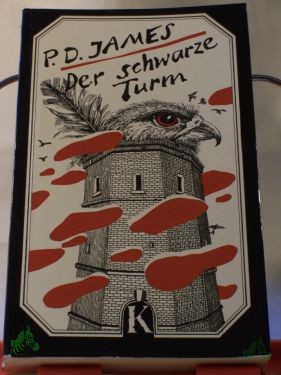 P.D. JAMES
Der schwarze
Turm
K